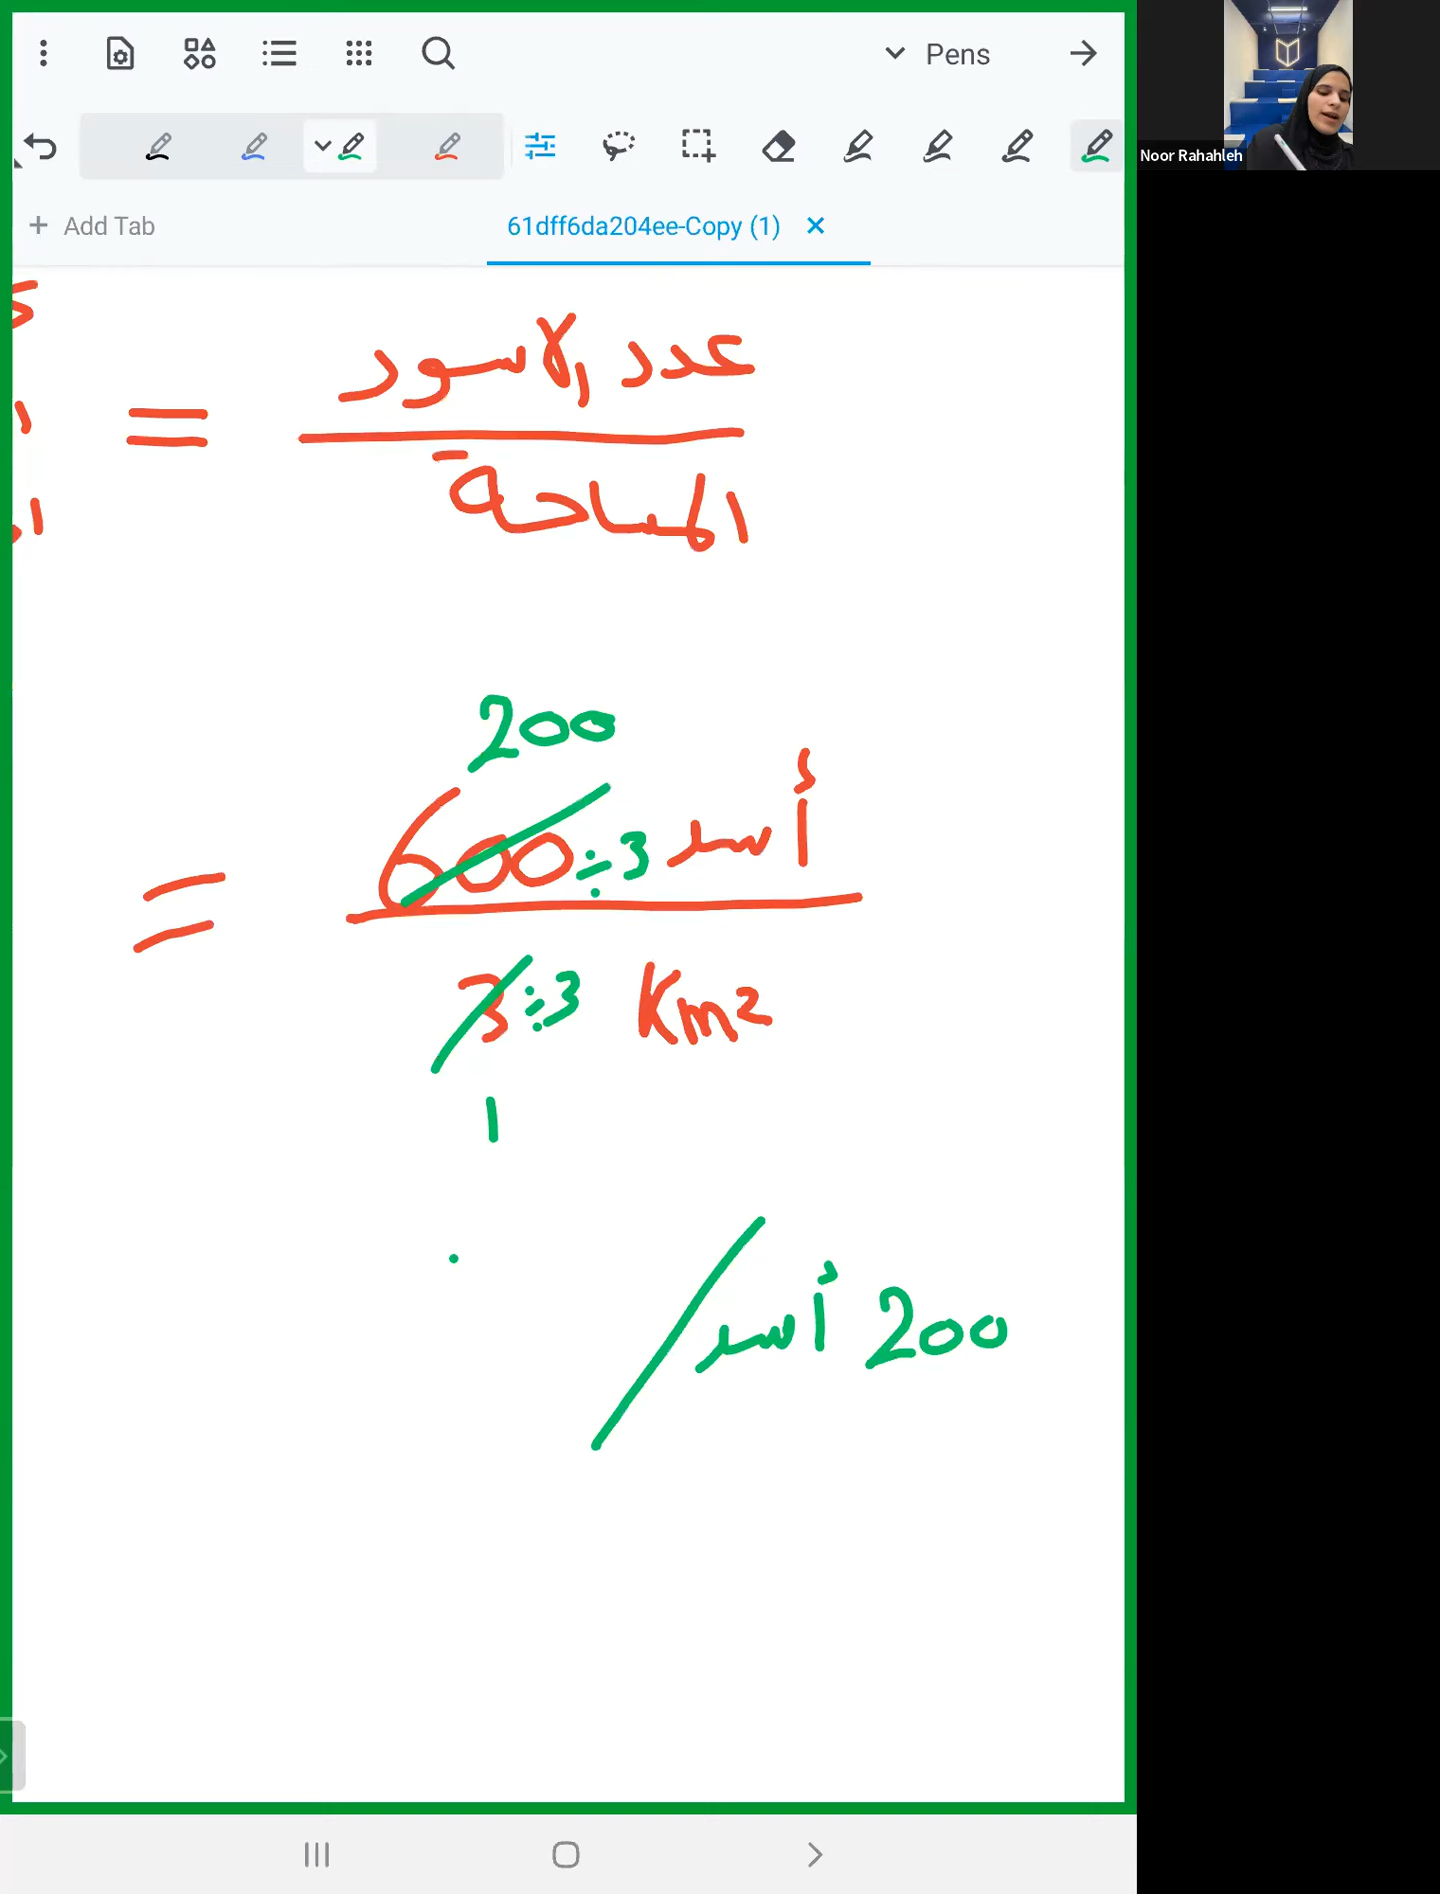 Pens
Noor Rahahleh
Add Tab
61dff6da204ee-Copy (1)
عدد الاسود
=
المساحة
200
600÷3 أسد
=
3÷3 Km2
1
200 أسد/